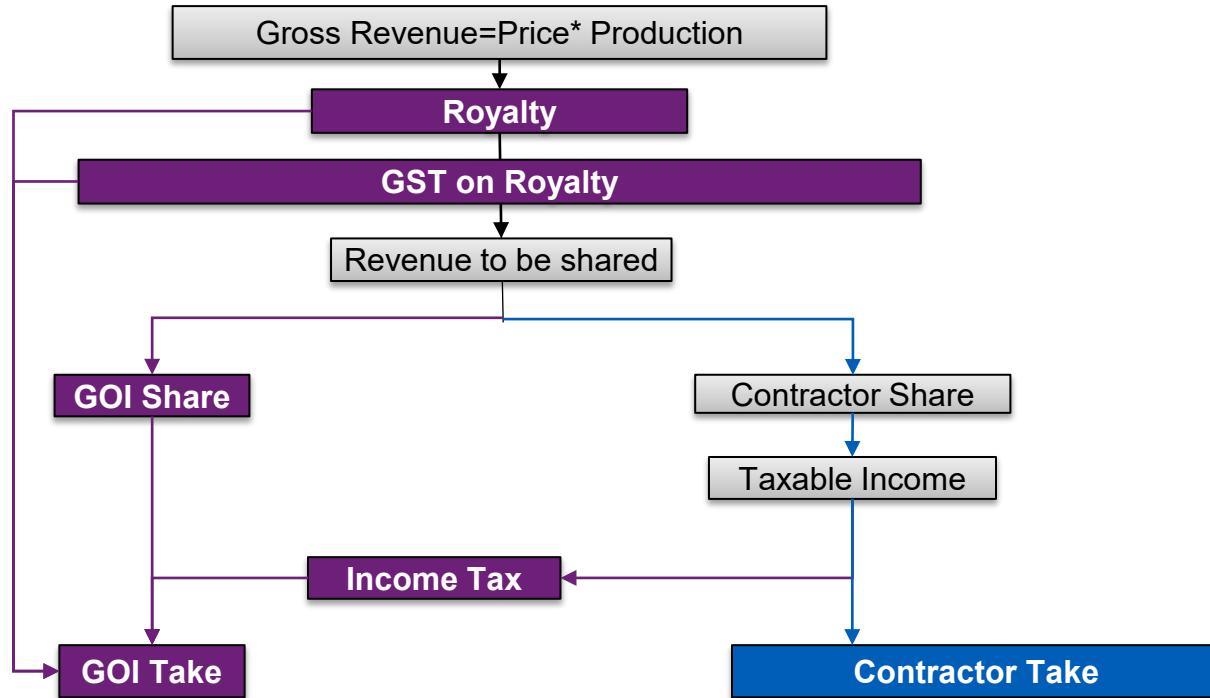 Gross Revenue=Price* Production
Royalty
GST on Royalty
Revenue to be shared
GOI Share
Contractor Share
Taxable Income
Income Tax
GOI Take
Contractor Take